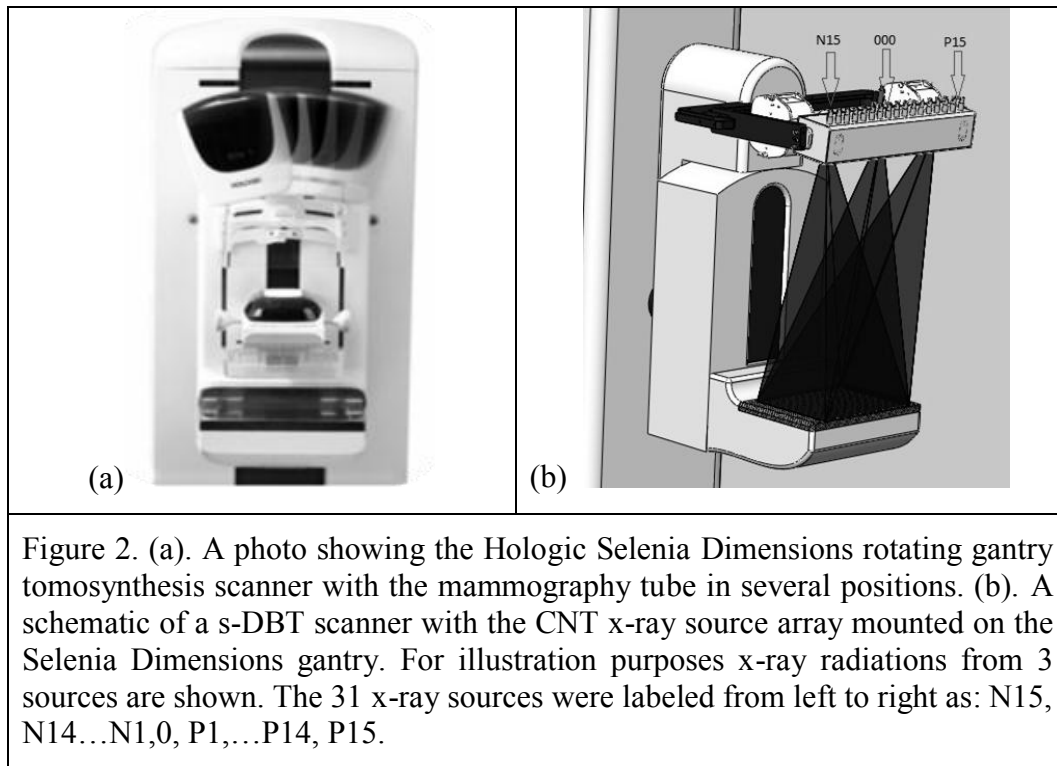 N15 000 P15
(a) (b)
Figure 2. (a). A photo showing the Hologic Selenia Dimensions rotating gantry
tomosynthesis scanner with the mammography tube in several positions. (b). A
schematic of a s-DBT scanner with the CNT x-ray source array mounted on the
Selenia Dimensions gantry. For illustration purposes x-ray radiations from 3
sources are shown. The 31 x-ray sources were labeled from left to right as: N15,
N14…N1,0, P1,…P14, P15.